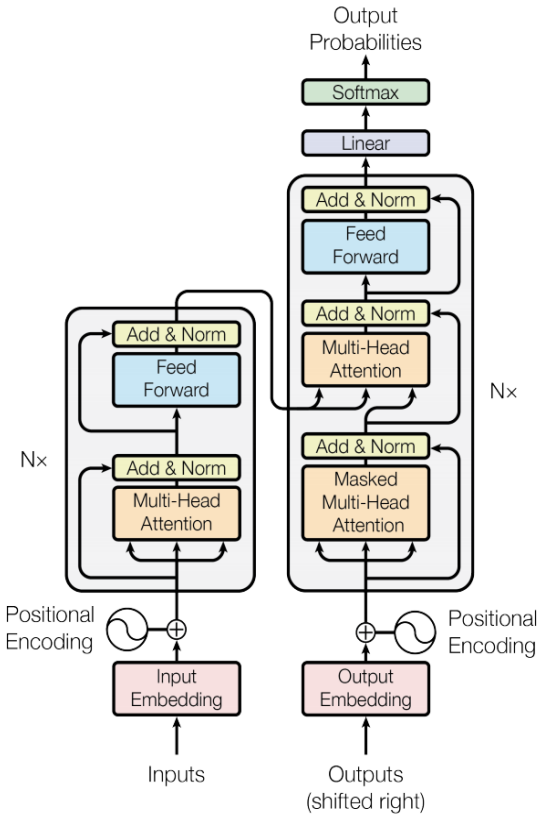 Output
Probabilities
Softmax
Linear
Add & Norm
Feed
Forward
Add & Norm
Multi-Head
Attention
Add & Norm
Masked
Multi-Head
Attention
Nx
Add & Norm
Feed
Forward
Add & Norm
Multi-Head
Attention
N×
Positional
Encoding
Positional
Encoding
Input
Embedding
Output
Embedding
Inputs
Outputs
(shifted right)